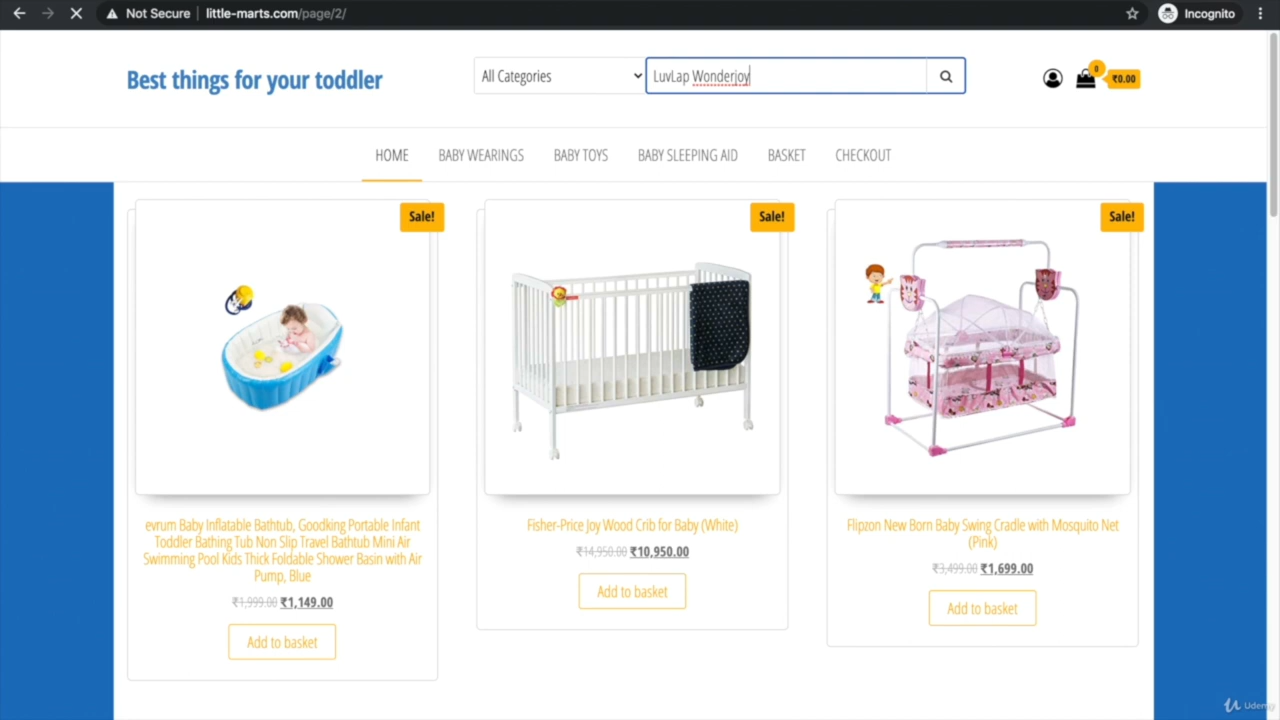 Not Secure little-marts.com/page/2/ Incognito
Best things for your toddler
All Categories
LuvLap Wonderjoy
0
₹0.00
HOME BABY WEARINGS BABY TOYS BABY SLEEPING AID BASKET CHECKOUT
Sale!
Sale!
Sale!
evrum Baby Inflatable Bathtub, Goodking Portable Infant
Toddler Bathing Tub Non Slip Travel Bathtub Mini Air
Swimming Pool Kids Thick Foldable Shower Basin with Air
Pump, Blue
₹1,999.00 ₹1,149.00
Add to basket
Fisher-Price Joy Wood Crib for Baby (White)
₹14,950.00 ₹10,950.00
Add to basket
Flipzon New Born Baby Swing Cradle with Mosquito Net
(Pink)
₹3,499.00 ₹1,699.00
Add to basket
Udemy